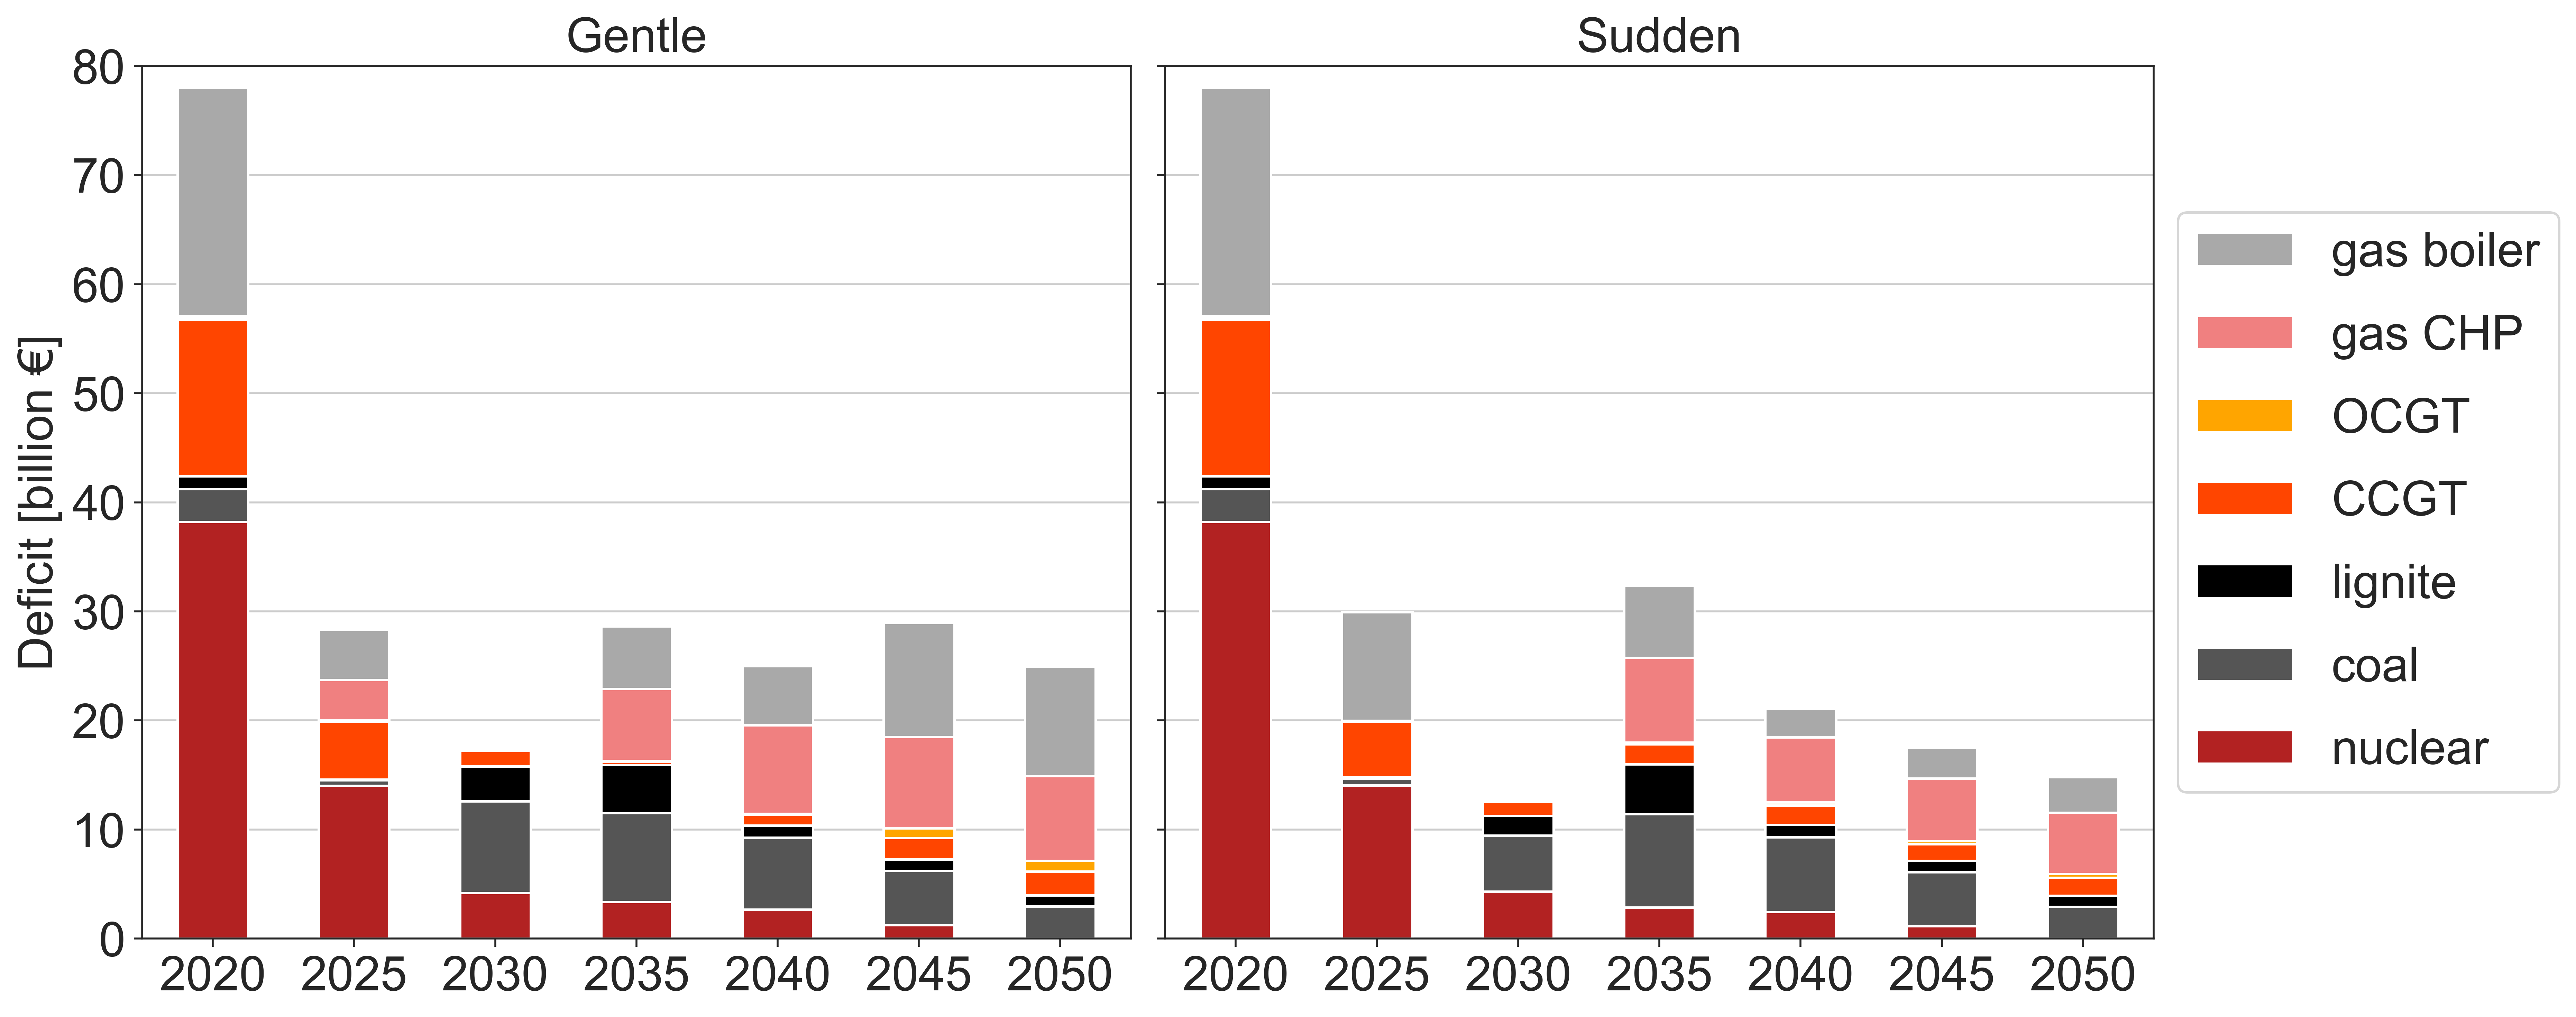 Gentle
Sudden
Deficit [billion €]
80
70
60
50
40
30
20
10
0
2020 2025 2030 2035 2040 2045 2050
2020 2025 2030 2035 2040 2045 2050
gas boiler
gas CHP
OCGT
CCGT
lignite
coal
nuclear